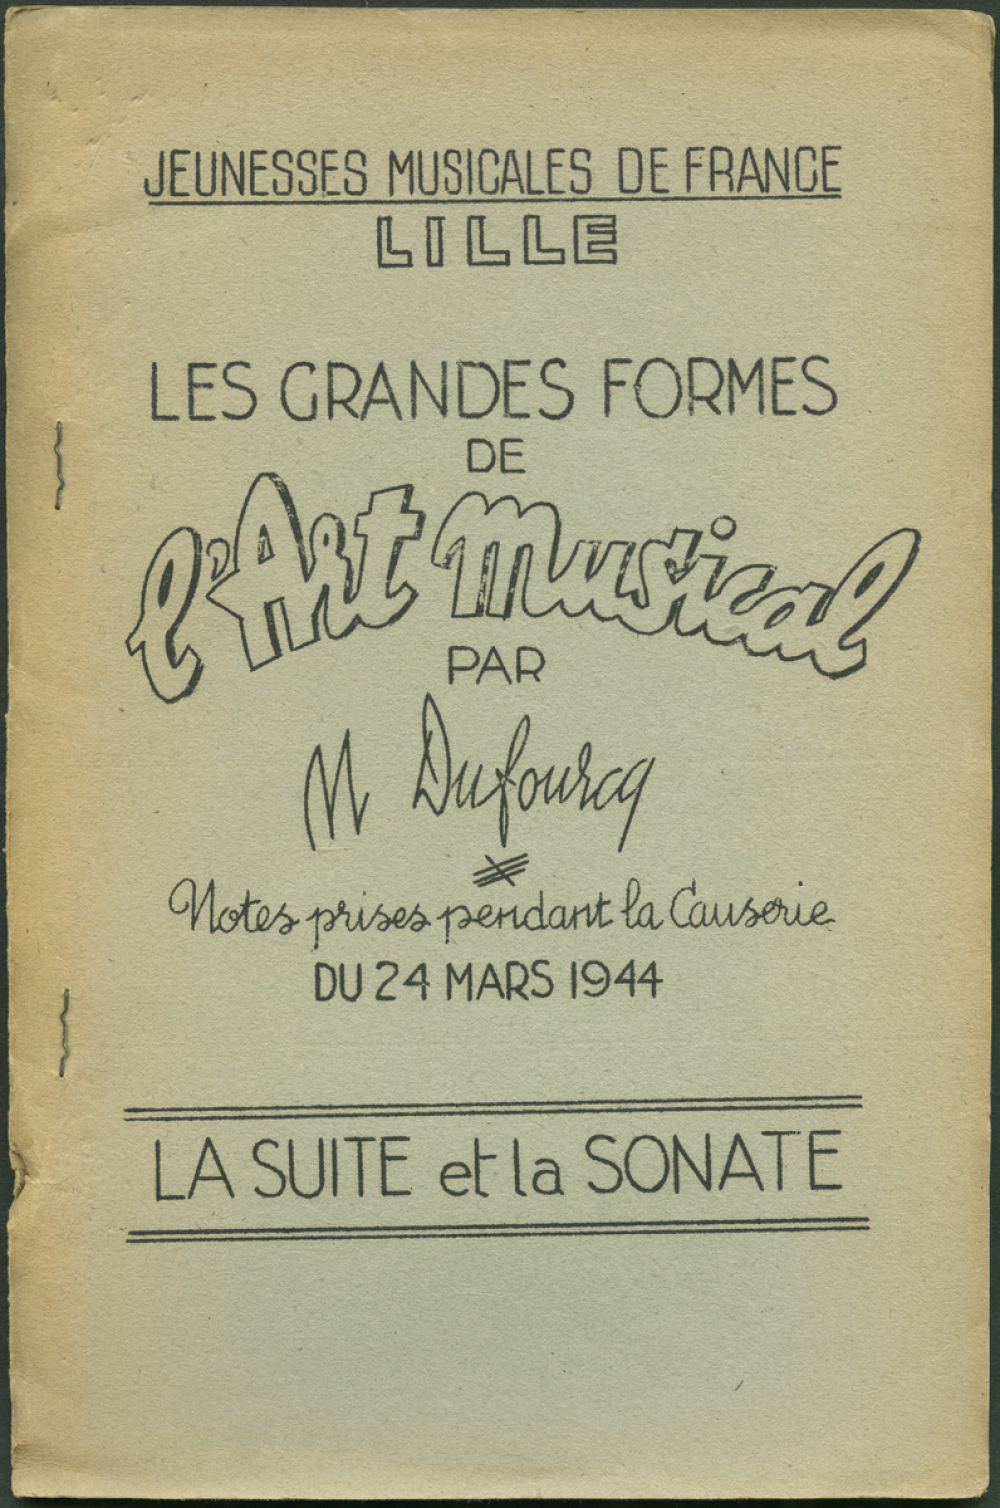 JEUNESSES MUSICALES DE FRANCE
LILLE
LES GRANDES FORMES
DE
l'Art Musical
PAR
N Dufourcq
Notes prises pendant la Causerie
DU 24 MARS 1944
LA SUITE et la SONATE